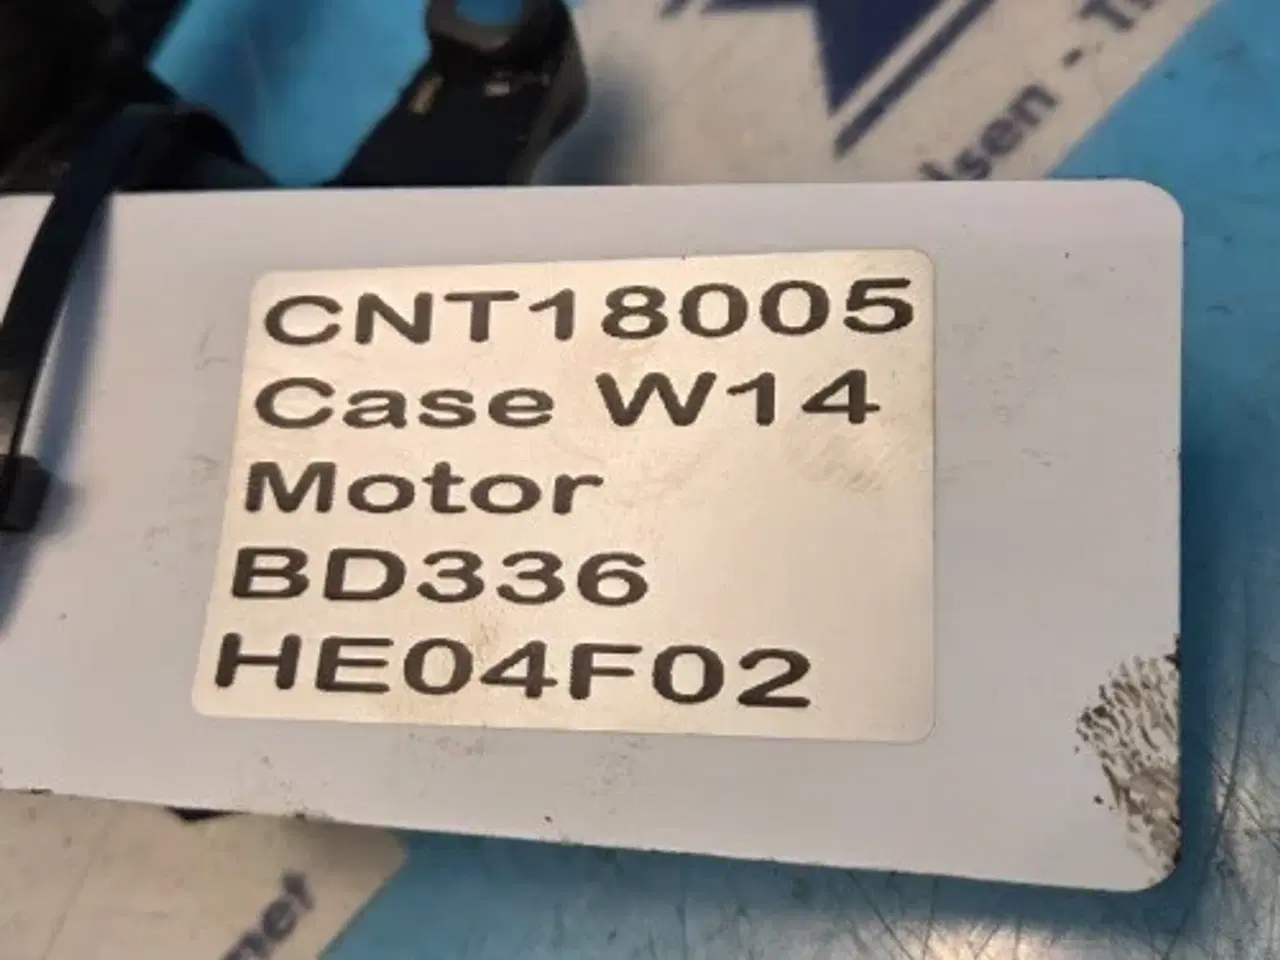 CNT18005
Case W14
Motor
BD336
HE04F02